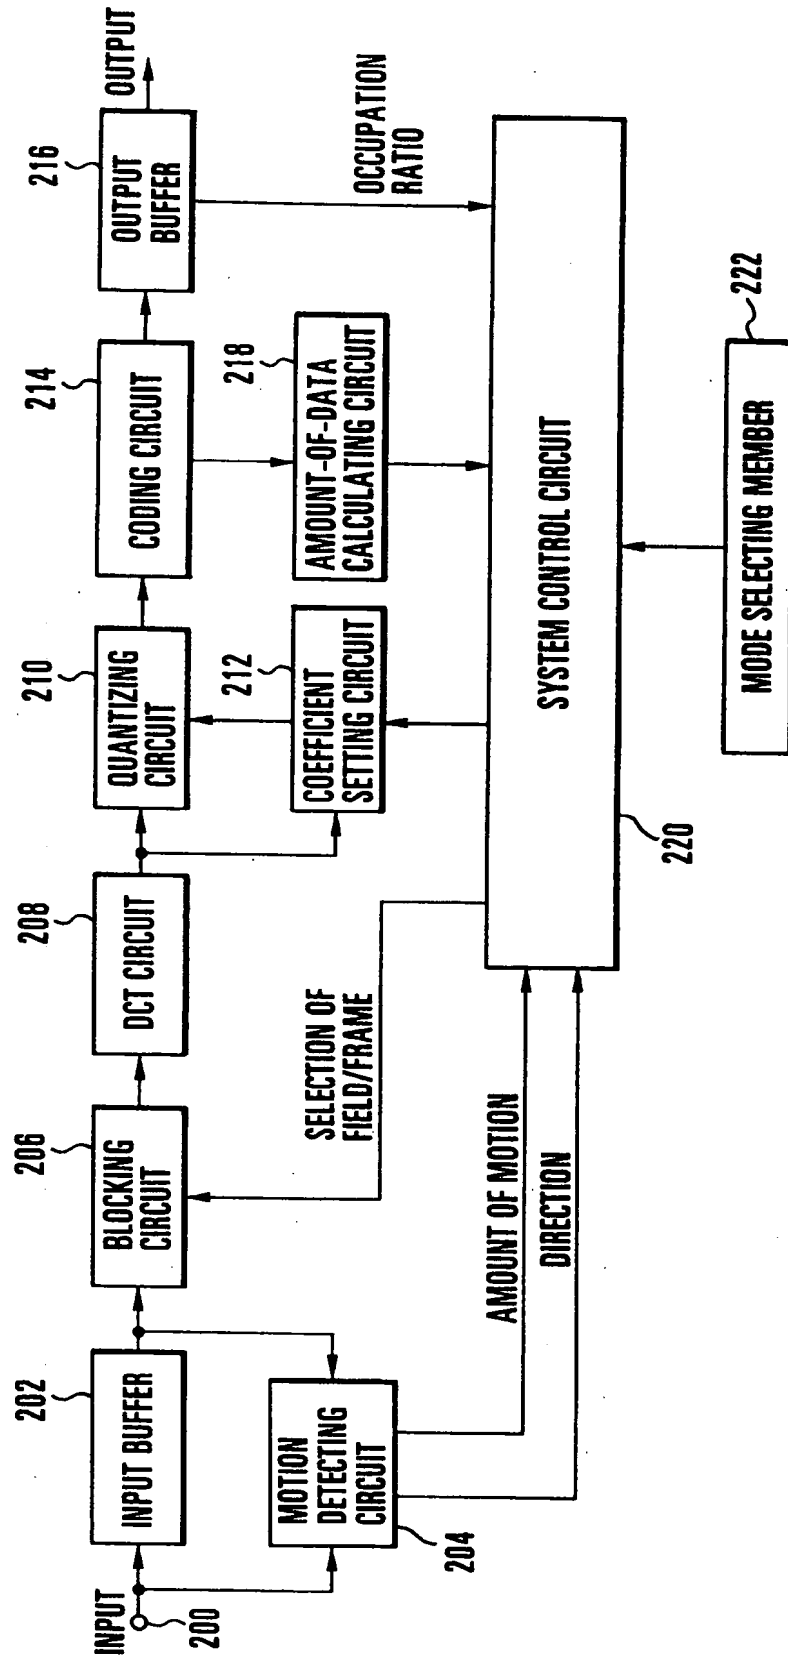 INPUT
200
202
INPUT BUFFER
204
MOTION
DETECTING
CIRCUIT
206
BLOCKING
CIRCUIT
208
DCT CIRCUIT
210
QUANTIZING
CIRCUIT
212
COEFFICIENT
SETTING CIRCUIT
214
CODING CIRCUIT
216
OUTPUT
BUFFER
OUTPUT
218
AMOUNT-OF-DATA
CALCULATING CIRCUIT
OCCUPATION
RATIO
SELECTION OF
FIELD/FRAME
AMOUNT OF MOTION
DIRECTION
SYSTEM CONTROL CIRCUIT
220
MODE SELECTING MEMBER
222